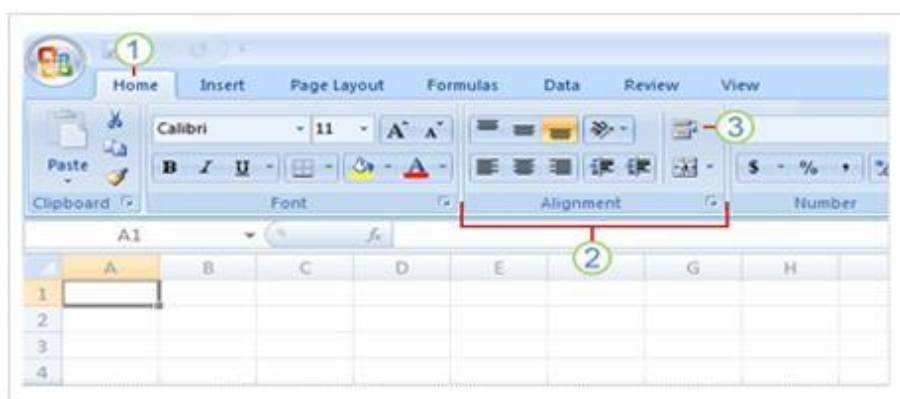 1
Home Insert Page Layout Formulas Data Review View
Calibri 11 A A 3
Paste B I U A $ % ,
Clipboard Font Alignment Number
A1 fx 2
A B C D E G H
1
2
3
4